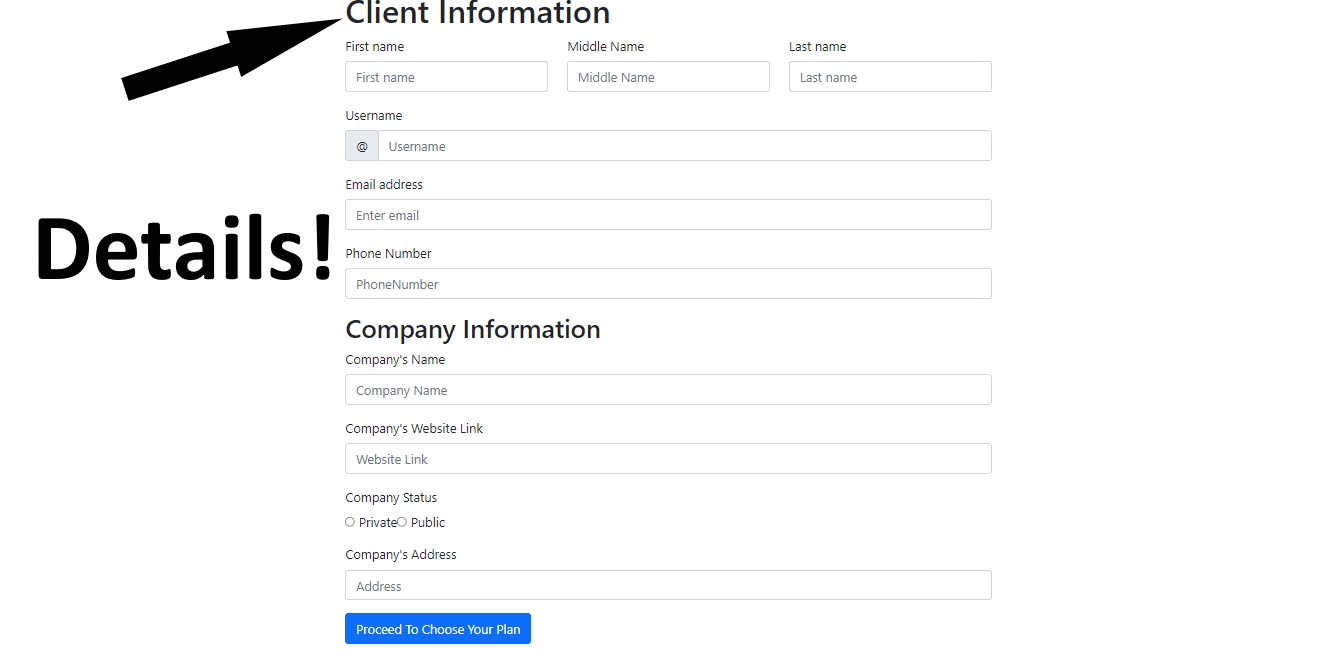 Client Information
First name Middle Name Last name
First name Middle Name Last name
Username
@ Username
Email address
Enter email
Details!
Phone Number
PhoneNumber
Company Information
Company's Name
Company Name
Company's Website Link
Website Link
Company Status
Private Public
Company's Address
Address
Proceed To Choose Your Plan